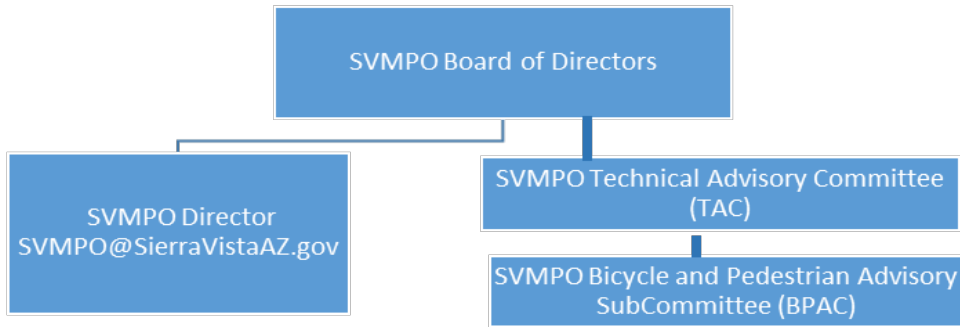 SVMPO Board of Directors
SVMPO Director
SVMPO@SierraVistaAZ.gov
SVMPO Technical Advisory Committee
(TAC)
SVMPO Bicycle and Pedestrian Advisory
SubCommittee (BPAC)